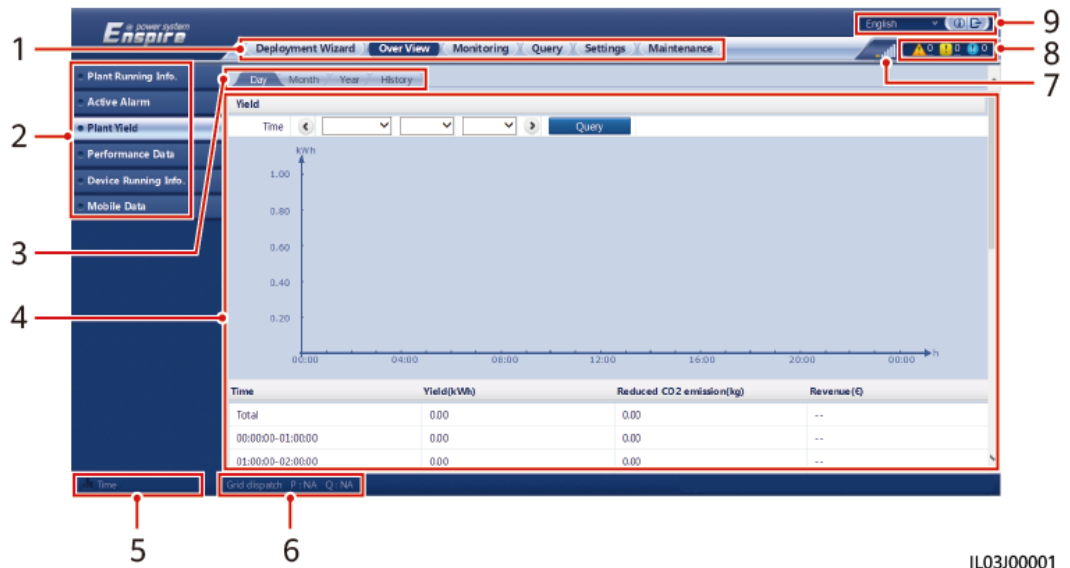 e power system
Enspire
English
9
1
Deployment Wizard Over View Monitoring Query Settings Maintenance
0 0 0
8
7
Plant Running Info.
Active Alarm
Plant Yield
Performance Data
Device Running Info.
Mobile Data
2
3
Day Month Year History
Yield
Time Query
kWh
1.00
0.80
0.60
0.40
0.20
4
00:00 04:00 08:00 12:00 16:00 20:00 00:00 h
Time Yield(kWh) Reduced CO2 emission(kg) Revenue(€)
Total 0.00 0.00 --
00:00:00-01:00:00 0.00 0.00 --
01:00:00-02:00:00 0.00 0.00 --
Time
Grid dispatch P : NA Q : NA
5
6
IL03J00001